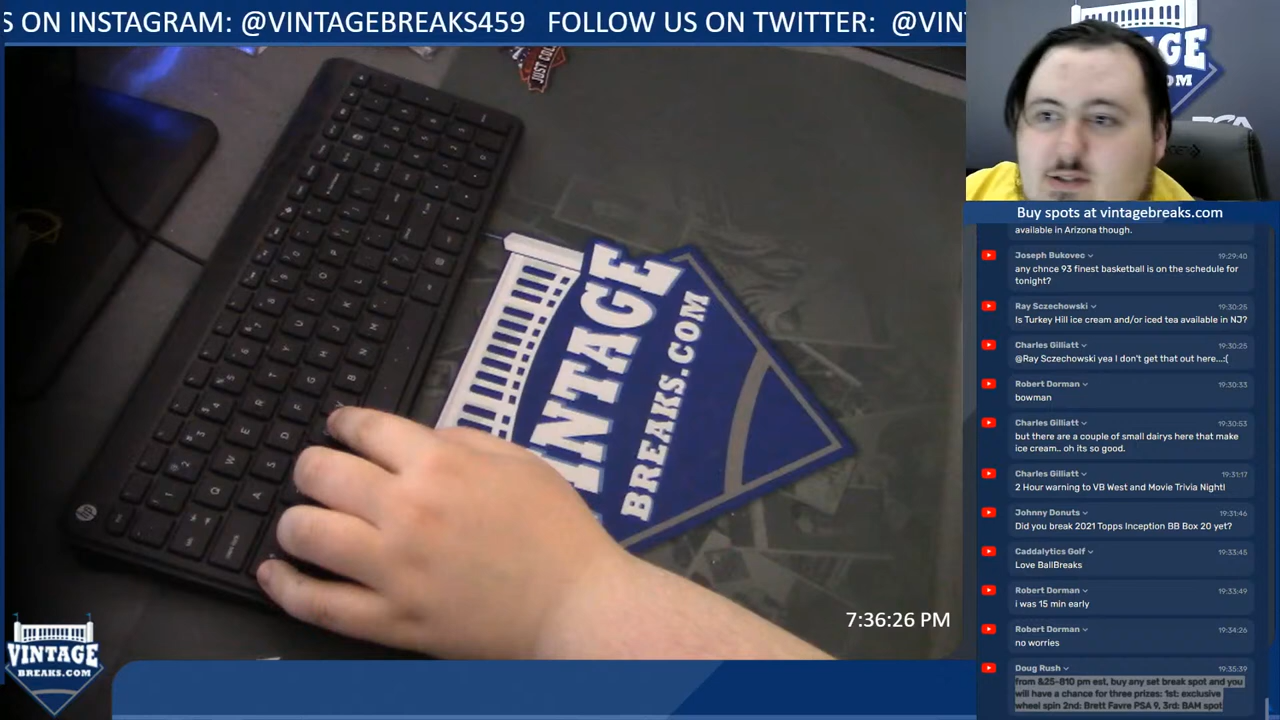 S ON INSTAGRAM: @VINTAGEBREAKS459 FOLLOW US ON TWITTER: @VIN
JUST COL
VINTAGE
BREAKS.COM
hp
7:36:26 PM
VINTAGE
BREAKS.COM
AGE
.COM
Buy spots at vintagebreaks.com
available in Arizona though.
Joseph Bukovec 19:29:40
any chnce 93 finest basketball is on the schedule for
tonight?
Ray Sczechowski 19:30:25
Is Turkey Hill ice cream and/or iced tea available in NJ?
Charles Gilliatt 19:30:25
@Ray Sczechowski yea I don't get that out here...:(
Robert Dorman 19:30:33
bowman
Charles Gilliatt 19:30:53
but there are a couple of small dairys here that make
ice cream.. oh its so good.
Charles Gilliatt 19:31:17
2 Hour warning to VB West and Movie Trivia Night!
Johnny Donuts 19:31:46
Did you break 2021 Topps Inception BB Box 20 yet?
Caddalytics Golf 19:33:45
Love BallBreaks
Robert Dorman 19:33:49
i was 15 min early
Robert Dorman 19:34:26
no worries
Doug Rush 19:35:39
from &25-810 pm est, buy any set break spot and you
will have a chance for three prizes: 1st: exclusive
wheel spin 2nd: Brett Favre PSA 9, 3rd: BAM spot